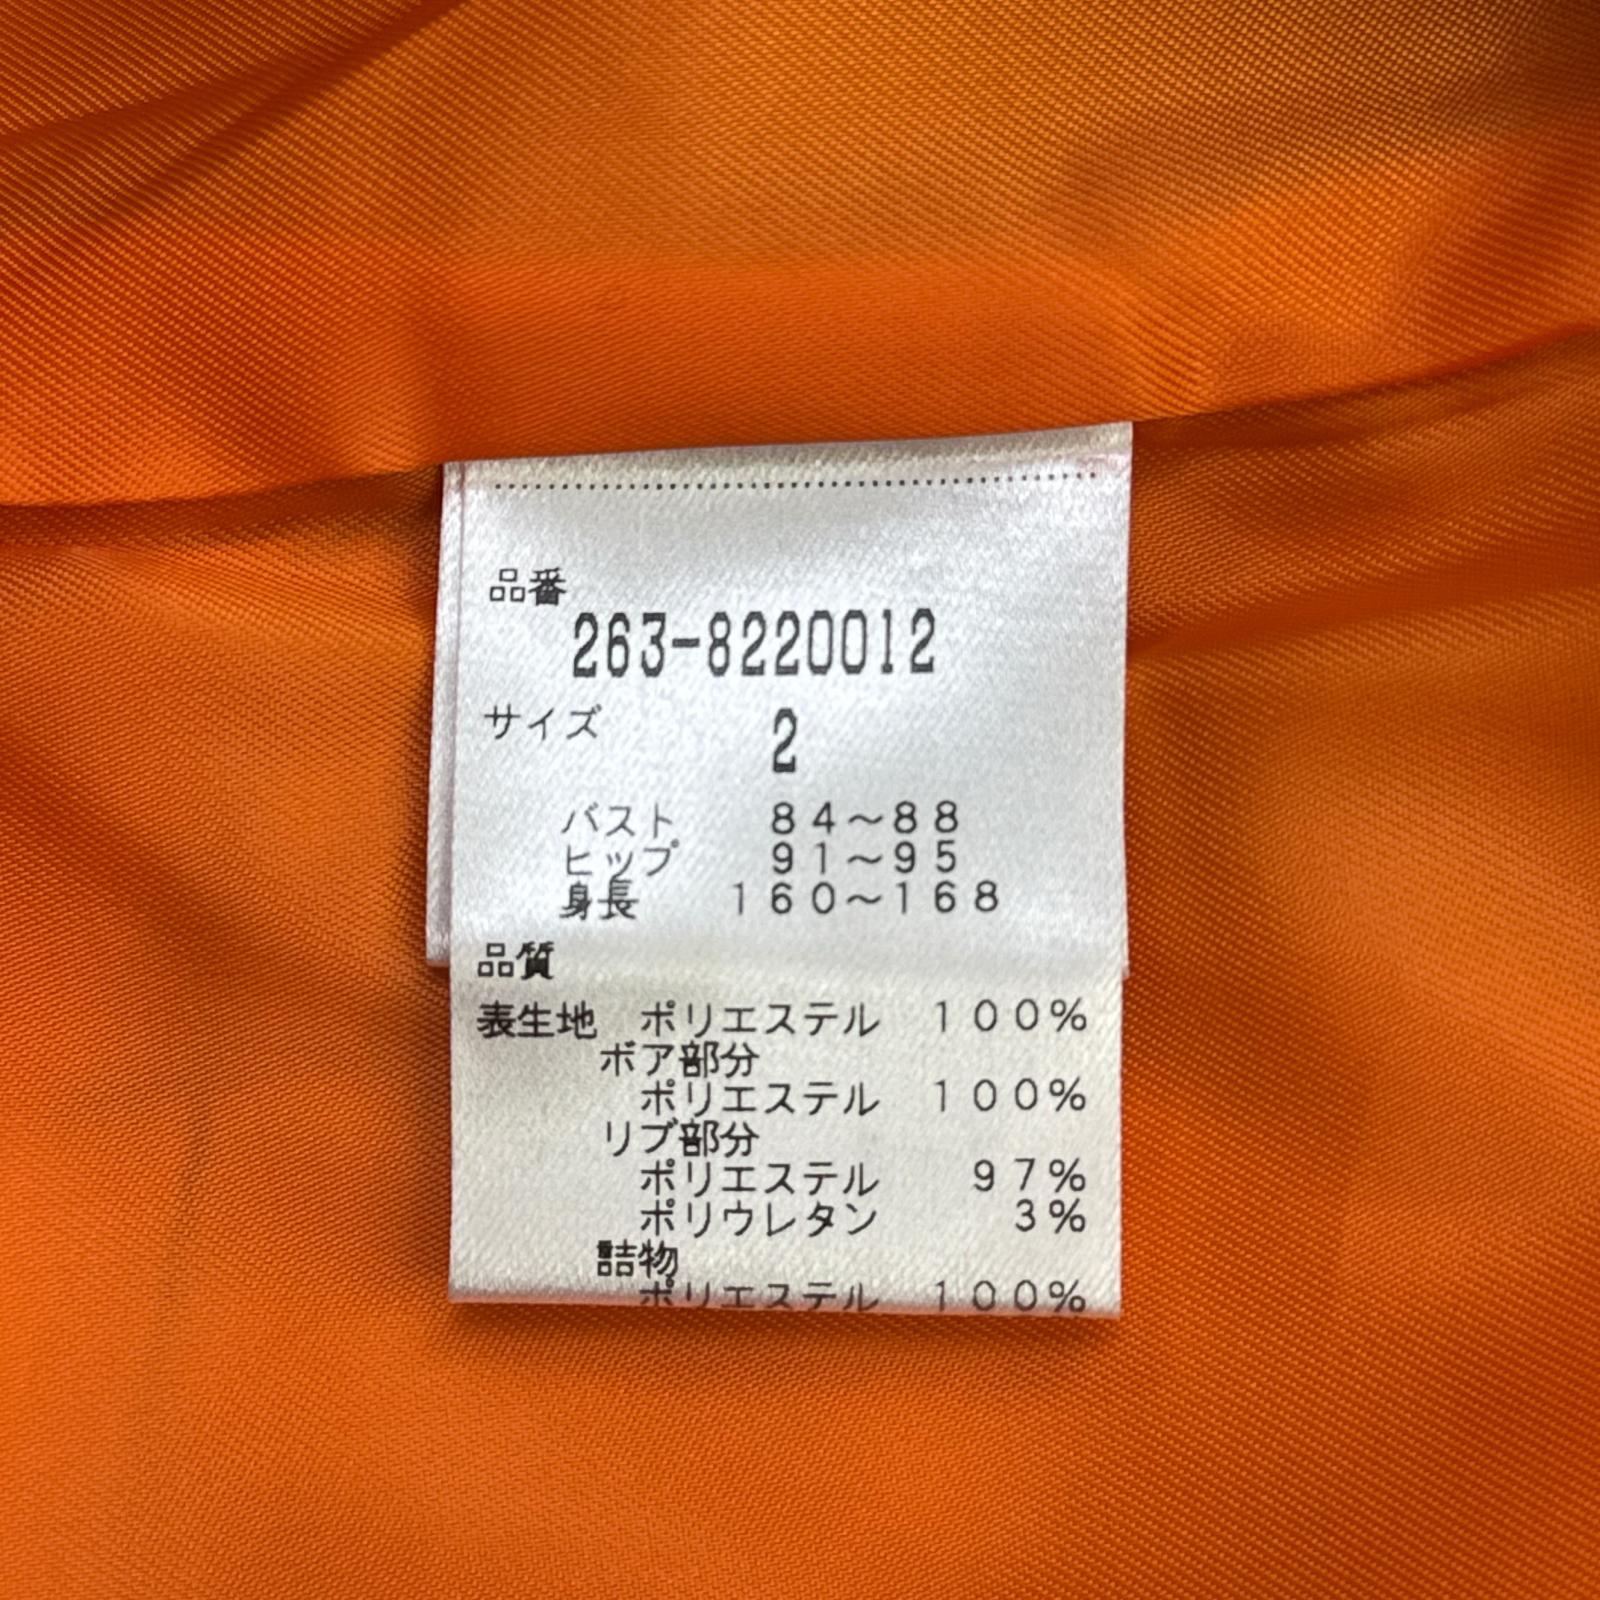 品番
263-8220012
サイズ 2
バスト 84～88
ヒップ 91～95
身長 160～168
品質
表生地 ポリエステル 100%
ボア部分
ポリエステル 100%
リブ部分
ポリエステル 97%
ポリウレタン 3%
詰物
ポリエステル 100%